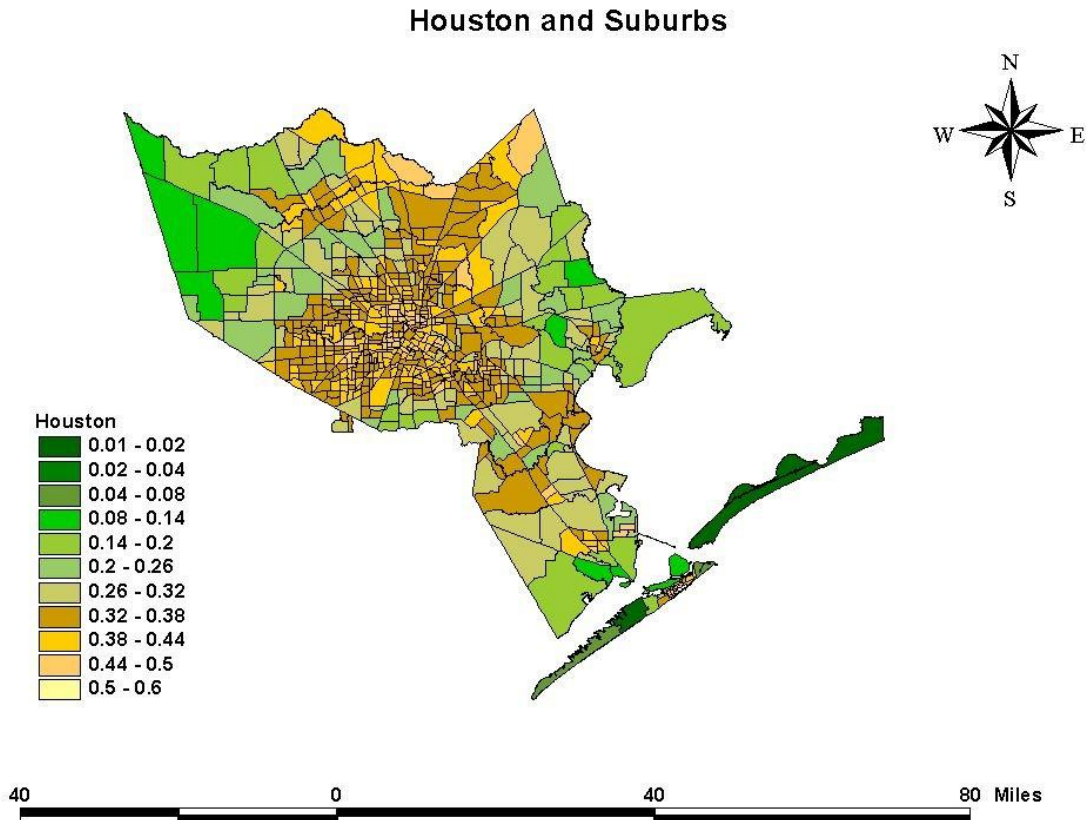 Houston and Suburbs
N
W E
S
Houston
0.01 - 0.02
0.02 - 0.04
0.04 - 0.08
0.08 - 0.14
0.14 - 0.2
0.2 - 0.26
0.26 - 0.32
0.32 - 0.38
0.38 - 0.44
0.44 - 0.5
0.5 - 0.6
40 0 40 80 Miles